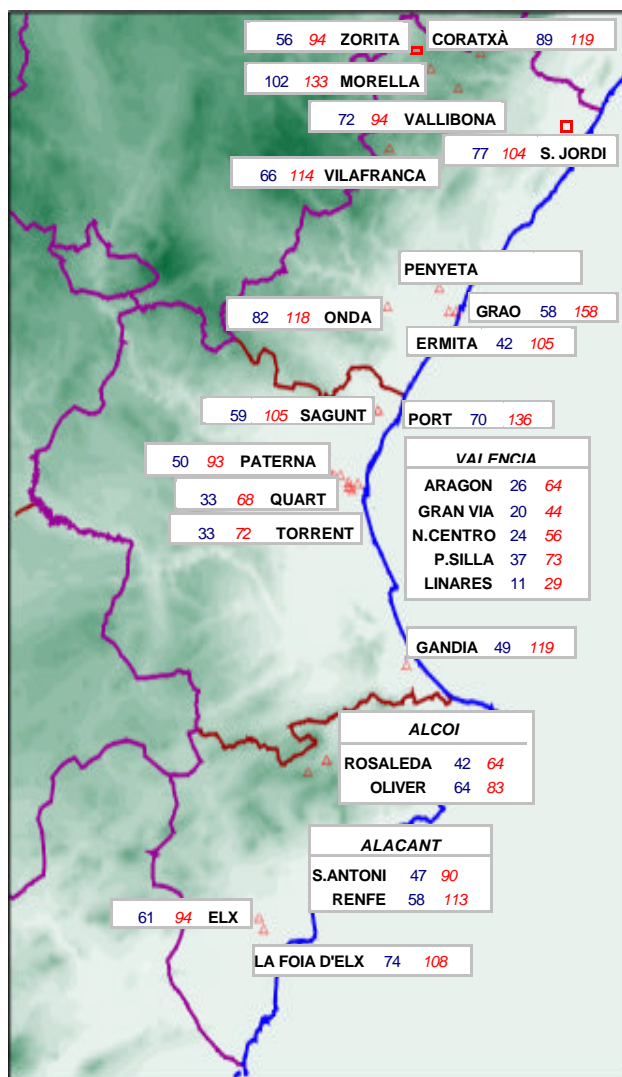 56 94 ZORITA
CORATXÀ 89 119
102 133 MORELLA
72 94 VALLIBONA
77 104 S. JORDI
66 114 VILAFRANCA
PENYETA
82 118 ONDA
GRAO 58 158
ERMITA 42 105
59 105 SAGUNT
PORT 70 136
50 93 PATERNA
33 68 QUART
33 72 TORRENT
VALENCIA
ARAGON 26 64
GRAN VIA 20 44
N.CENTRO 24 56
P.SILLA 37 73
LINARES 11 29
GANDIA 49 119
ALCOI
ROSALEDA 42 64
OLIVER 64 83
ALACANT
S.ANTONI 47 90
RENFE 58 113
61 94 ELX
LA FOIA D'ELX 74 108